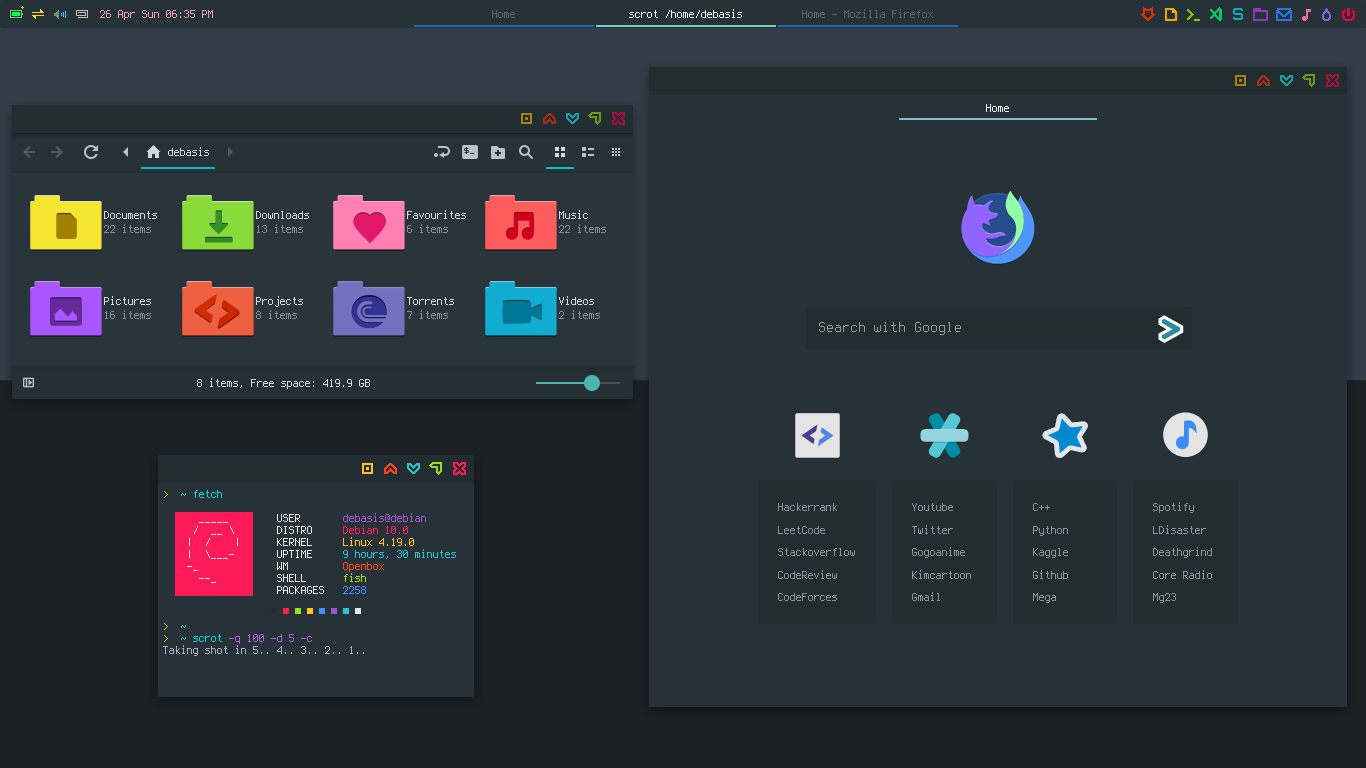 26 Apr Sun 06:35 PM
Home
scrot /home/debasis
Home - Mozilla Firefox
debasis
Documents
22 items
Downloads
13 items
Favourites
6 items
Music
22 items
Pictures
16 items
Projects
8 items
Torrents
7 items
Videos
2 items
8 items, Free space: 419.9 GB
> ~ fetch
USER debasis@debian
DISTRO Debian 10.0
KERNEL Linux 4.19.0
UPTIME 9 hours, 30 minutes
WM Openbox
SHELL fish
PACKAGES 2258
> ~
> ~ scrot -q 100 -d 5 -c
Taking shot in 5.. 4.. 3.. 2.. 1..
Home
Search with Google
Hackerrank
LeetCode
Stackoverflow
CodeReview
CodeForces
Youtube
Twitter
Gogoanime
Kimcartoon
Gmail
C++
Python
Kaggle
Github
Mega
Spotify
LDisaster
Deathgrind
Core Radio
Mg23